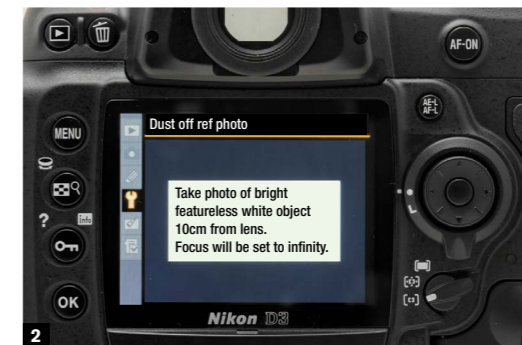 AF-ON
AE-L
AF-L
MENU
Dust off ref photo
Take photo of bright
featureless white object
10cm from lens.
Focus will be set to infinity.
? info
L
OK
Nikon D3
2